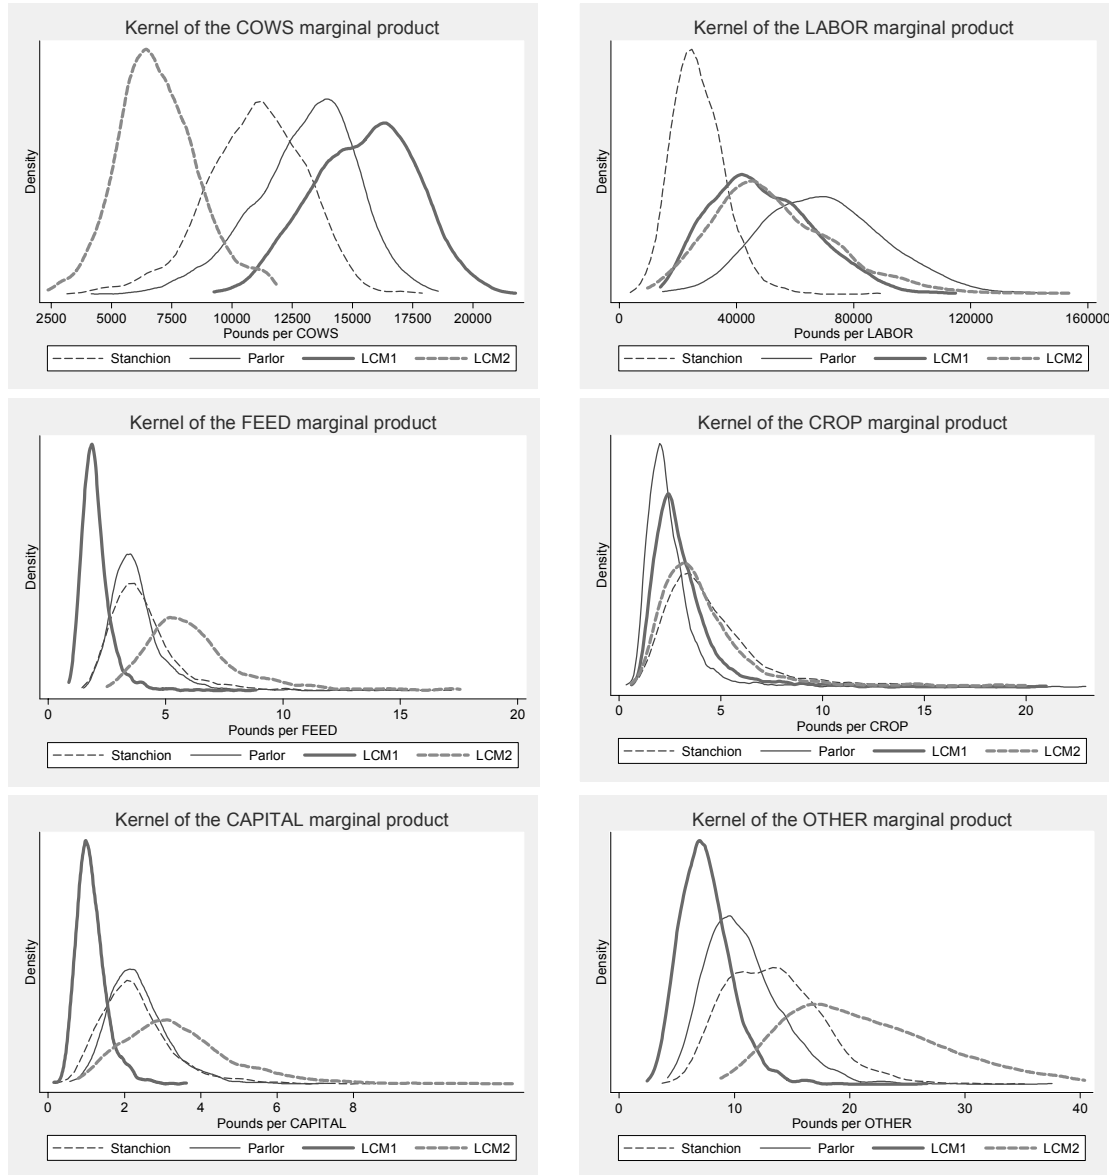 Kernel of the COWS marginal product
Density
2500 5000 7500 10000 12500 15000 17500 20000
Pounds per COWS
Stanchion Parlor LCM1 LCM2
Kernel of the LABOR marginal product
Density
0 40000 80000 120000 160000
Pounds per LABOR
Stanchion Parlor LCM1 LCM2
Kernel of the FEED marginal product
Density
0 5 10 15 20
Pounds per FEED
Stanchion Parlor LCM1 LCM2
Kernel of the CROP marginal product
Density
0 5 10 15 20
Pounds per CROP
Stanchion Parlor LCM1 LCM2
Kernel of the CAPITAL marginal product
Density
0 2 4 6 8
Pounds per CAPITAL
Stanchion Parlor LCM1 LCM2
Kernel of the OTHER marginal product
Density
0 10 20 30 40
Pounds per OTHER
Stanchion Parlor LCM1 LCM2